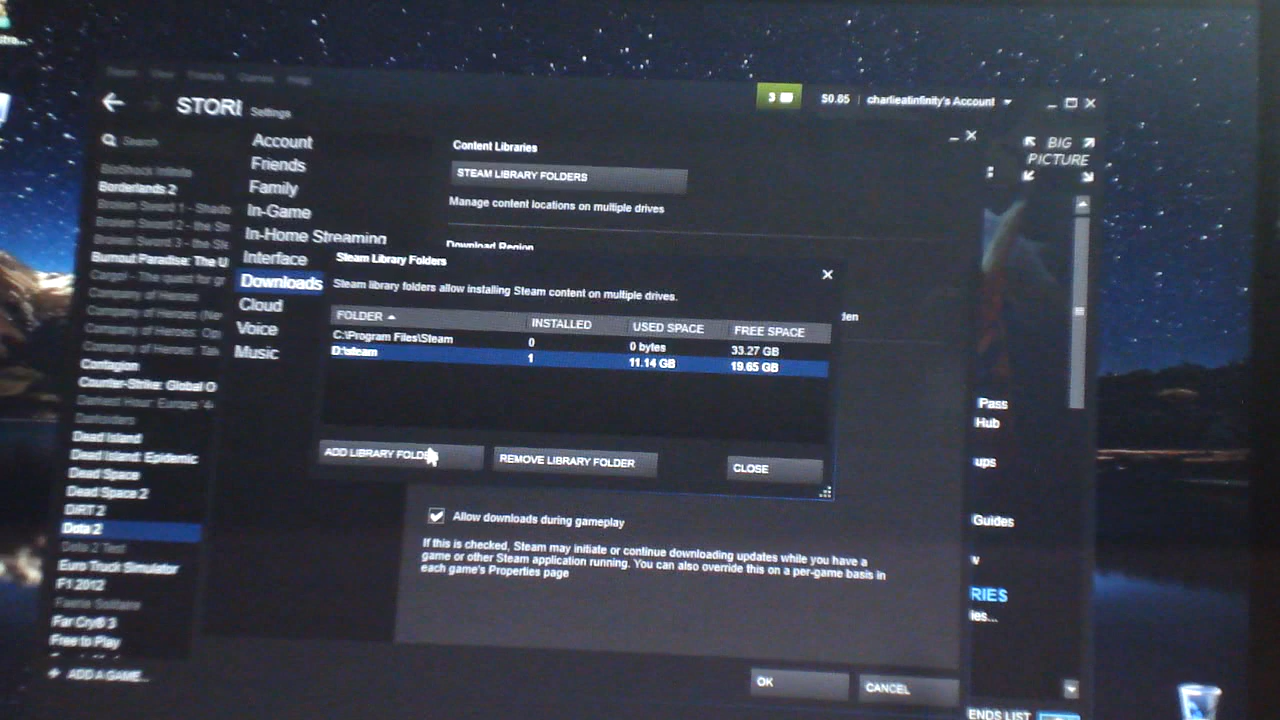 STORI
Settings
3
$0.85
charlieatinfinity's Account
BIG
PICTURE
Search
Account
Friends
Family
In-Game
In-Home Streaming
Interface
Downloads
Cloud
Voice
Music
Content Libraries
STEAM LIBRARY FOLDERS
Manage content locations on multiple drives
Download Region
Steam Library Folders
Steam library folders allow installing Steam content on multiple drives.
FOLDER INSTALLED USED SPACE FREE SPACE
C:\Program Files\Steam 0 0 bytes 33.27 GB
D:\steam 1 11.14 GB 19.65 GB
ADD LIBRARY FOLDE
REMOVE LIBRARY FOLDER
CLOSE
Allow downloads during gameplay
If this is checked, Steam may initiate or continue downloading updates while you have a
game or other Steam application running. You can also override this on a per-game basis in
each game's Properties page
OK
CANCEL
BioShock Infinite
Borderlands 2
Broken Sword 1 - Shado
Broken Sword 2 - the Sm
Broken Sword 3 - the Sle
Burnout Paradise: The U
Cargo! - The quest for gr
Company of Heroes
Company of Heroes (Ne
Company of Heroes: Op
Company of Heroes: Tal
Contagion
Counter-Strike: Global O
Darkest Hour: Europe '4
Dead Island
Dead Island: Epidemic
Dead Space
Dead Space 2
DiRT 2
Dota 2
Dota 2 Test
Euro Truck Simulator
F1 2012
Faerie Solitaire
Far Cry® 3
Free to Play
+ ADD A GAME...
den
Pass
Hub
ups
Guides
w
RIES
ies...
ENDS LIST